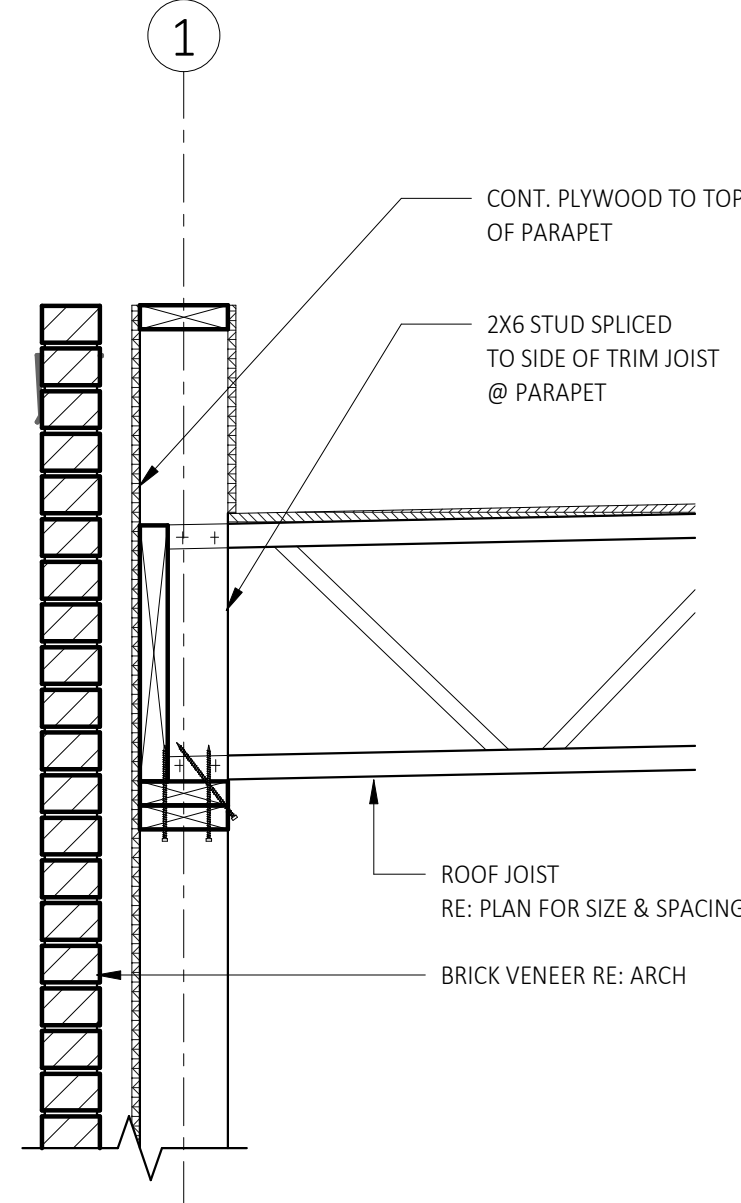 1
CONT. PLYWOOD TO TOP
OF PARAPET
2X6 STUD SPLICED
TO SIDE OF TRIM JOIST
@ PARAPET
ROOF JOIST
RE: PLAN FOR SIZE & SPACING
BRICK VENEER RE: ARCH